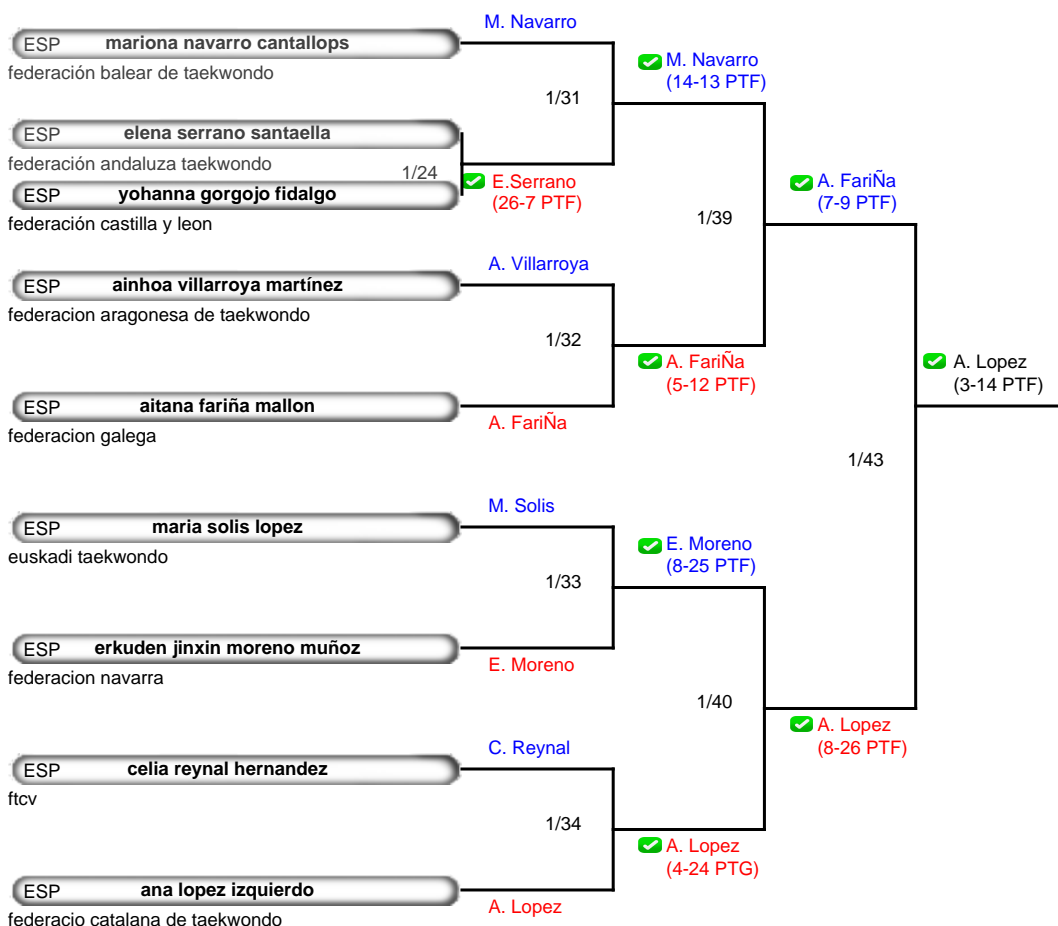 M. Navarro
ESP mariona navarro cantallops
federación balear de taekwondo
M. Navarro
(14-13 PTF)
1/31
ESP elena serrano santaella
federación andaluza taekwondo
1/24
E.Serrano
(26-7 PTF)
ESP yohanna gorgojo fidalgo
federación castilla y leon
A. FariÑa
(7-9 PTF)
1/39
A. Villarroya
ESP ainhoa villarroya martínez
federacion aragonesa de taekwondo
1/32
A. FariÑa
(5-12 PTF)
A. Lopez
(3-14 PTF)
ESP aitana fariña mallon
federacion galega
A. FariÑa
1/43
M. Solis
ESP maria solis lopez
euskadi taekwondo
E. Moreno
(8-25 PTF)
1/33
ESP erkuden jinxin moreno muñoz
federacion navarra
E. Moreno
1/40
A. Lopez
(8-26 PTF)
C. Reynal
ESP celia reynal hernandez
ftcv
1/34
A. Lopez
(4-24 PTG)
ESP ana lopez izquierdo
federacio catalana de taekwondo
A. Lopez